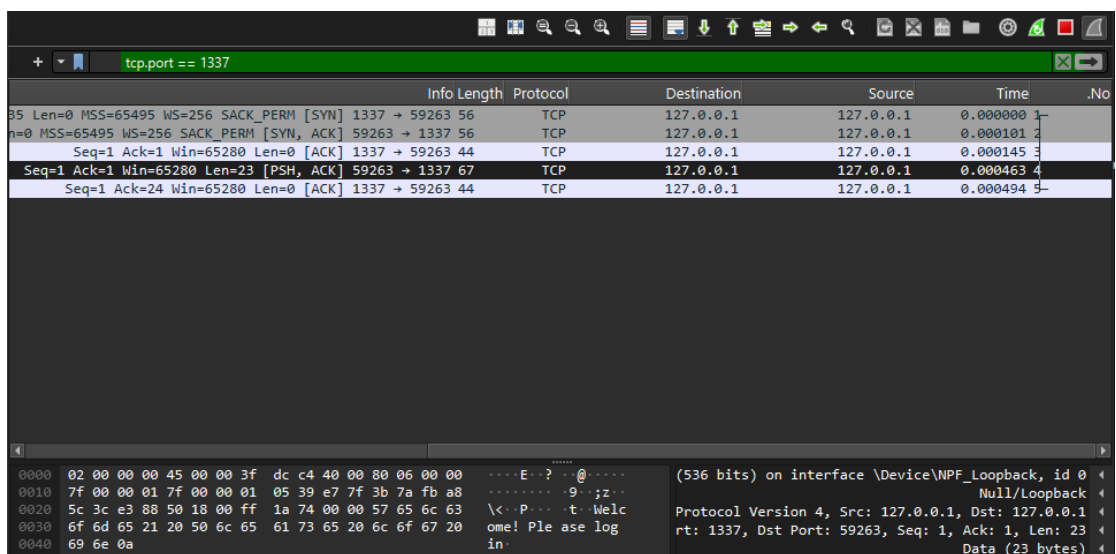 tcp.port == 1337
Info Length Protocol Destination Source Time .No
35 Len=0 MSS=65495 WS=256 SACK_PERM [SYN] 1337 → 59263 56 TCP 127.0.0.1 127.0.0.1 0.000000 1
n=0 MSS=65495 WS=256 SACK_PERM [SYN, ACK] 59263 → 1337 56 TCP 127.0.0.1 127.0.0.1 0.000101 2
Seq=1 Ack=1 Win=65280 Len=0 [ACK] 1337 → 59263 44 TCP 127.0.0.1 127.0.0.1 0.000145 3
Seq=1 Ack=1 Win=65280 Len=23 [PSH, ACK] 59263 → 1337 67 TCP 127.0.0.1 127.0.0.1 0.000463 4
Seq=1 Ack=24 Win=65280 Len=0 [ACK] 1337 → 59263 44 TCP 127.0.0.1 127.0.0.1 0.000494 5
0000 02 00 00 00 45 00 00 3f dc c4 40 00 80 06 00 00 ····E··? ··@·····
0010 7f 00 00 01 7f 00 00 01 05 39 e7 7f 3b 7a fb a8 ········ ·9··;z··
0020 5c 3c e3 88 50 18 00 ff 1a 74 00 00 57 65 6c 63 \<··P··· ·t··Welc
0030 6f 6d 65 21 20 50 6c 65 61 73 65 20 6c 6f 67 20 ome! Ple ase log
0040 69 6e 0a in·
(536 bits) on interface \Device\NPF_Loopback, id 0
Null/Loopback
Protocol Version 4, Src: 127.0.0.1, Dst: 127.0.0.1
rt: 1337, Dst Port: 59263, Seq: 1, Ack: 1, Len: 23
Data (23 bytes)